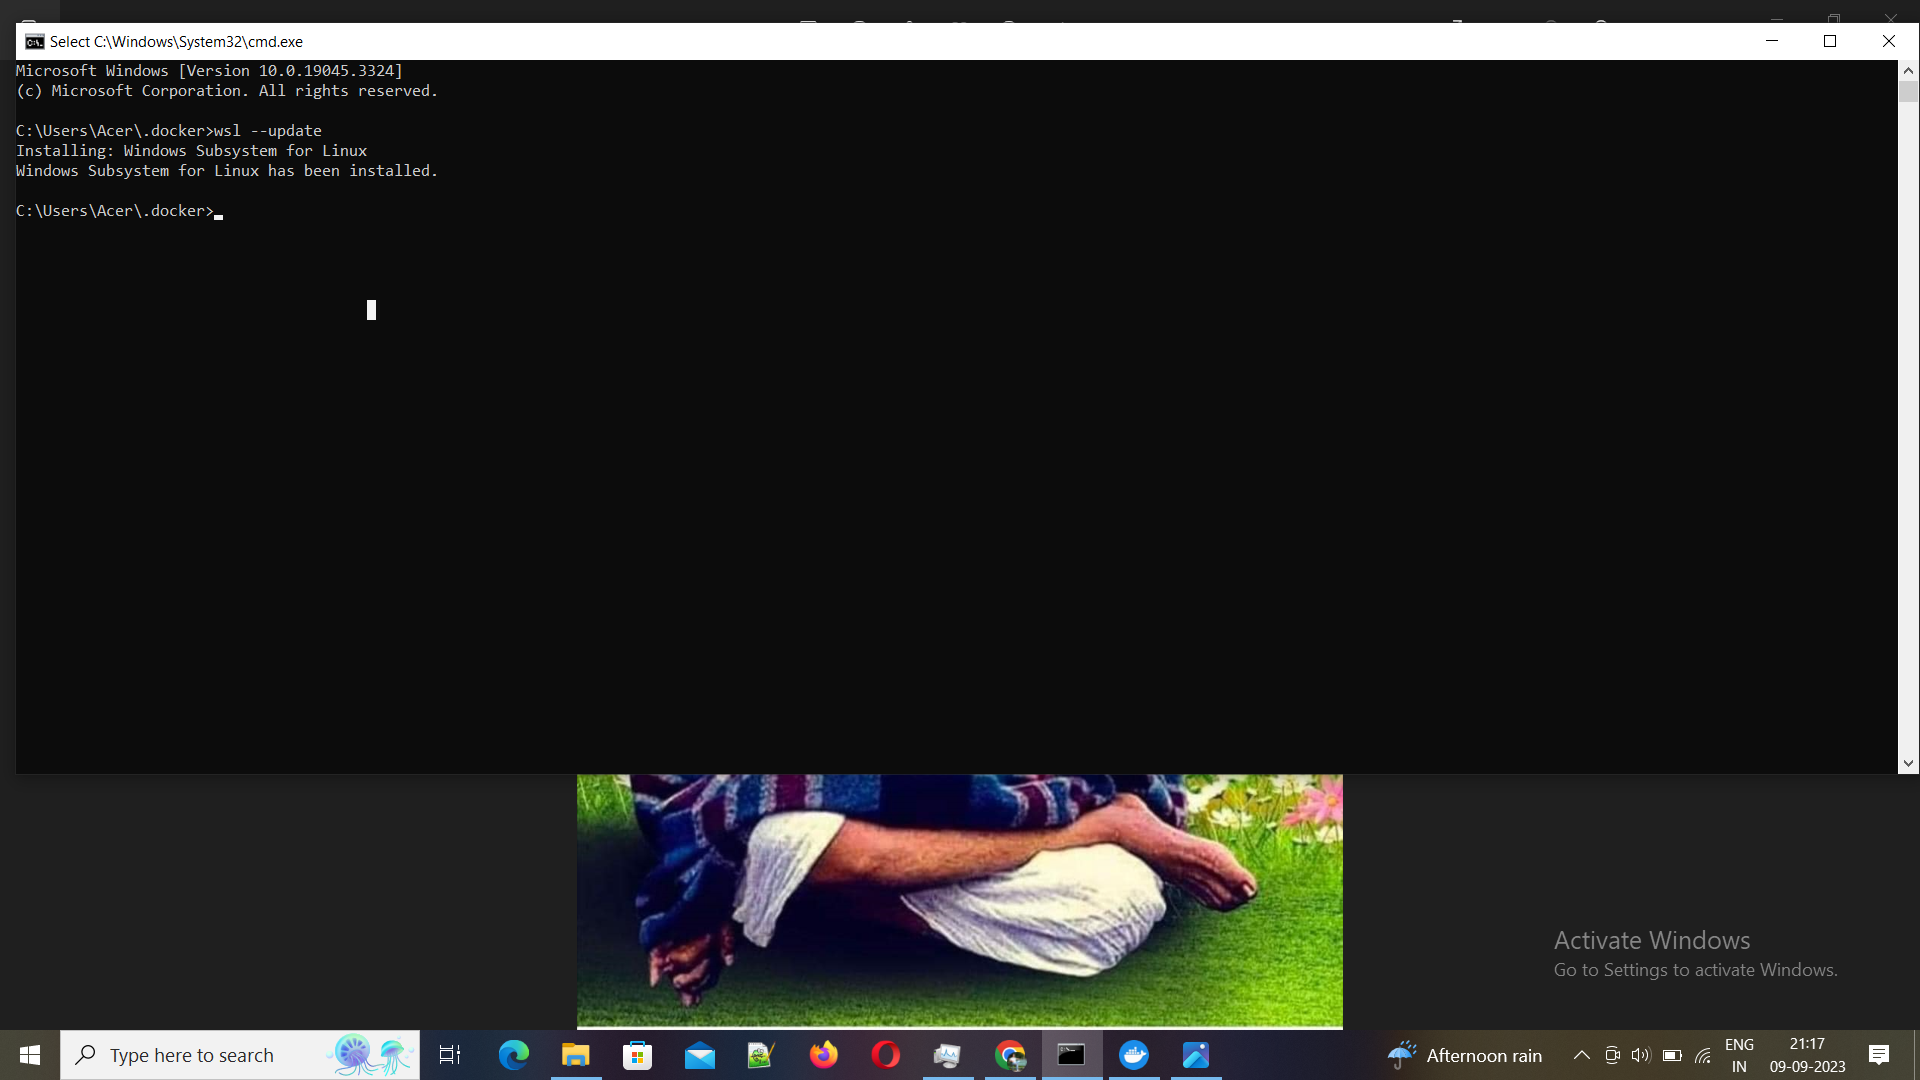 Select C:\Windows\System32\cmd.exe
Microsoft Windows [Version 10.0.19045.3324]
(c) Microsoft Corporation. All rights reserved.
C:\Users\Acer\.docker>wsl --update
Installing: Windows Subsystem for Linux
Windows Subsystem for Linux has been installed.
C:\Users\Acer\.docker>
Activate Windows
Go to Settings to activate Windows.
Type here to search
Afternoon rain
ENG
IN
21:17
09-09-2023